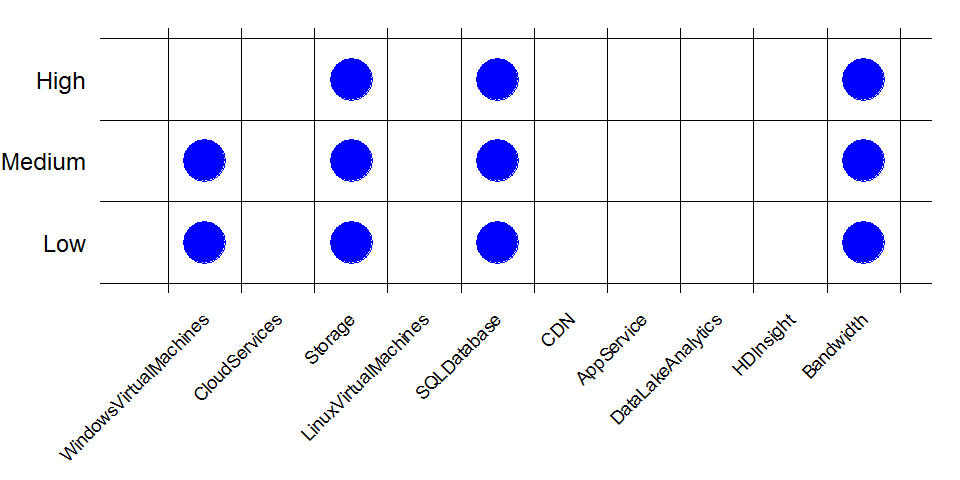 High
Medium
Low
WindowsVirtualMachines
CloudServices
Storage
LinuxVirtualMachines
SQLDatabase
CDN
AppService
DataLakeAnalytics
HDInsight
Bandwidth